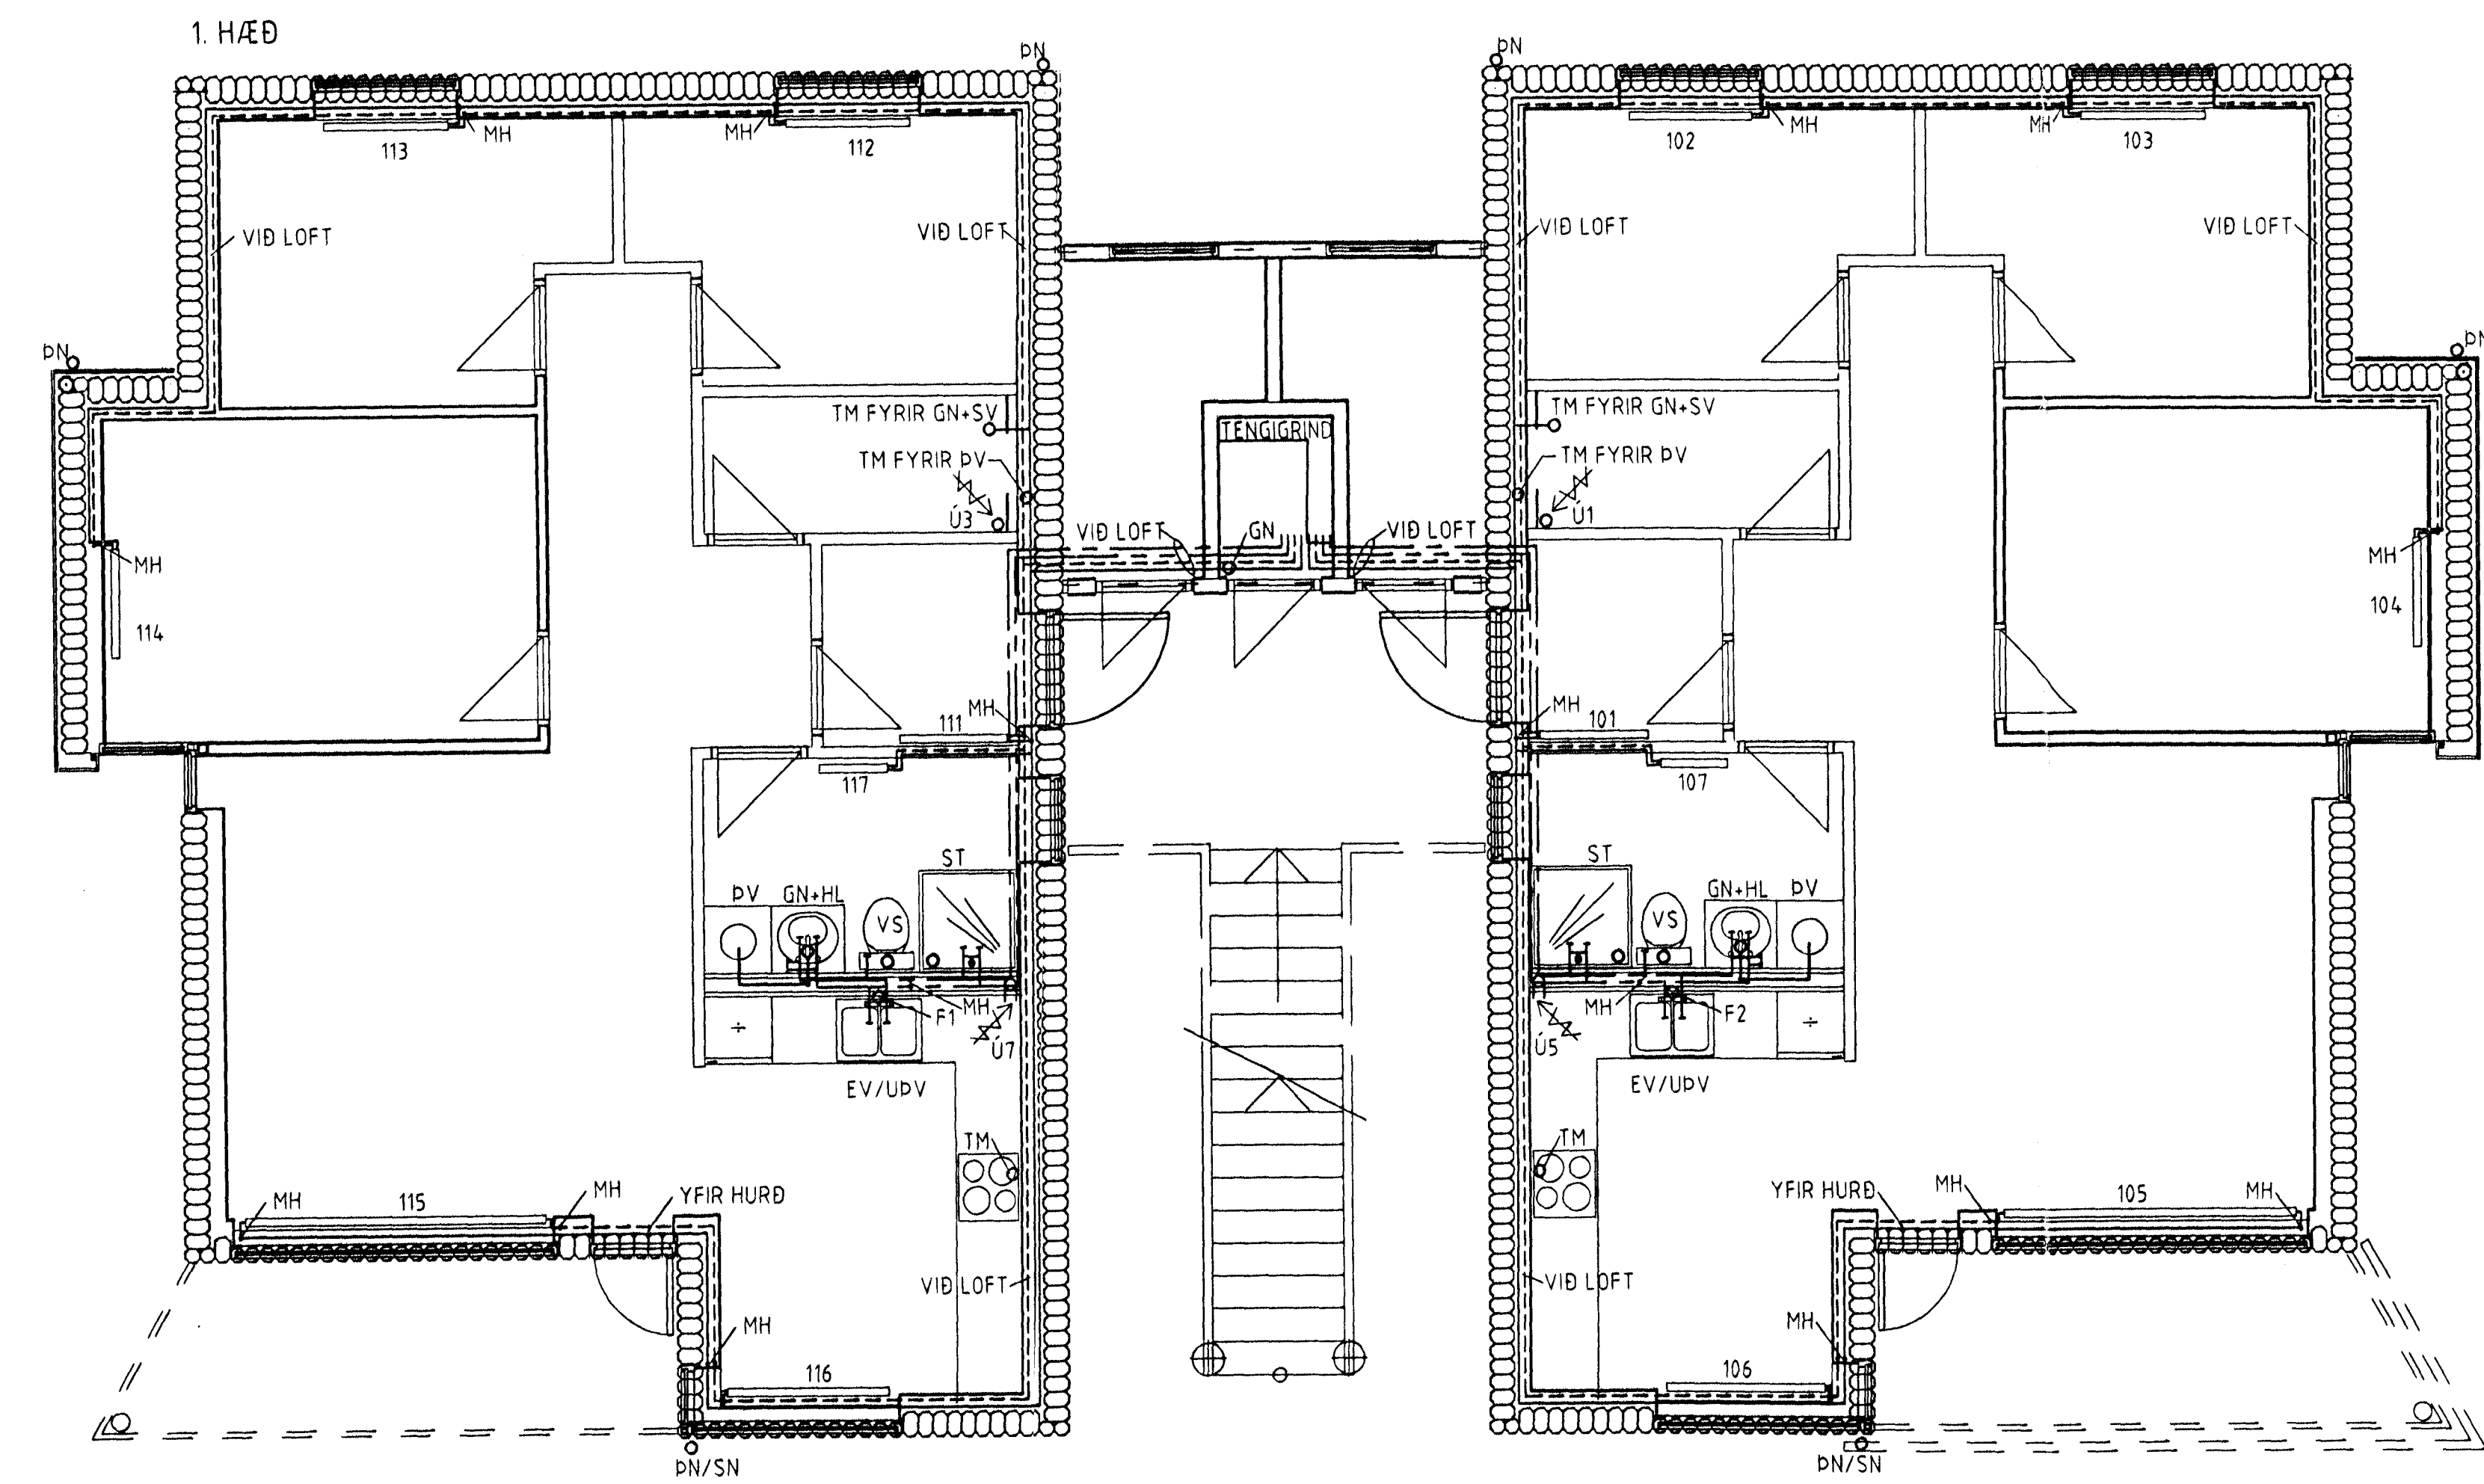 1. HÆÐ
ÞN
ÞN
MH
MH
MH
MH
113
112
102
103
VIÐ LOFT
VIÐ LOFT
VIÐ LOFT
VIÐ LOFT
ÞN
ÞN
TM FYRIR GN+SV
TENGIGRIND
TM FYRIR GN+SV
TM FYRIR ÞV
TM FYRIR ÞV
Ú3
Ú1
VIÐ LOFT
GN
VIÐ LOFT
MH
MH
114
104
MH
MH
111
101
117
107
ST
ST
ÞV
GN+HL
GN+HL
ÞV
VS
VS
MH
MH
F1
F2
÷
÷
Ú7
Ú5
EV/UÞV
EV/UÞV
TM
TM
MH
115
MH
YFIR HURÐ
YFIR HURÐ
MH
105
MH
VIÐ LOFT
VIÐ LOFT
MH
MH
116
106
ÞN/SN
ÞN/SN